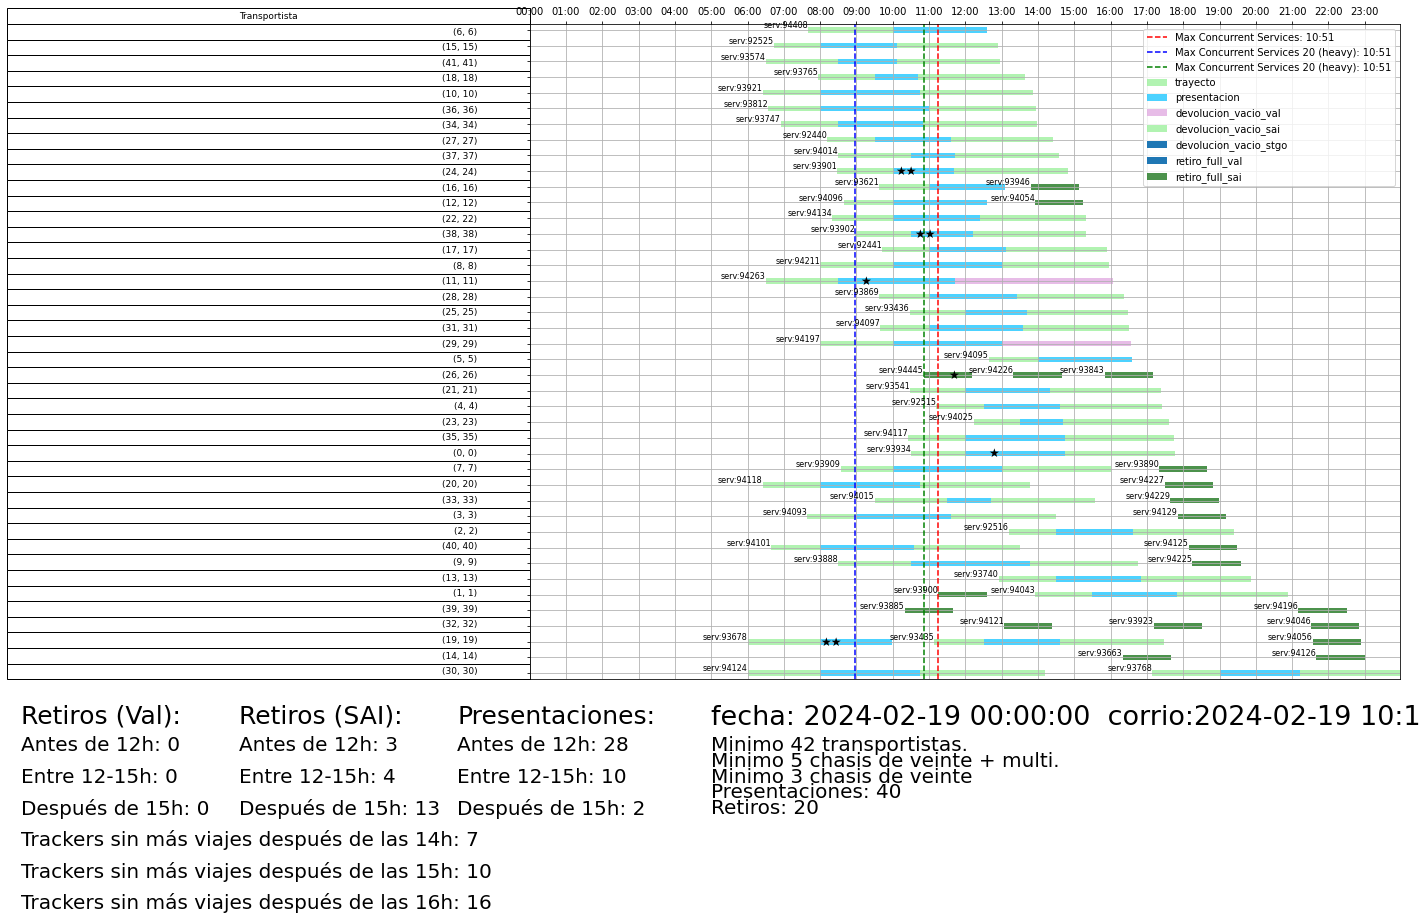 Transportista
00:00 01:00 02:00 03:00 04:00 05:00 06:00 07:00 08:00 09:00 10:00 11:00 12:00 13:00 14:00 15:00 16:00 17:00 18:00 19:00 20:00 21:00 22:00 23:00
Max Concurrent Services: 10:51
Max Concurrent Services 20 (heavy): 10:51
Max Concurrent Services 20 (heavy): 10:51
trayecto
presentacion
devolucion_vacio_val
devolucion_vacio_sai
devolucion_vacio_stgo
retiro_full_val
retiro_full_sai
(6, 6) serv:94408
(15, 15) serv:92525
(41, 41) serv:93574
(18, 18) serv:93765
(10, 10) serv:93921
(36, 36) serv:93812
(34, 34) serv:93747
(27, 27) serv:92440
(37, 37) serv:94014
(24, 24) serv:93901
(16, 16) serv:93621 serv:93946
(12, 12) serv:94096 serv:94054
(22, 22) serv:94134
(38, 38) serv:93902
(17, 17) serv:92441
(8, 8) serv:94211
(11, 11) serv:94263
(28, 28) serv:93869
(25, 25) serv:93436
(31, 31) serv:94097
(29, 29) serv:94197
(5, 5) serv:94095
(26, 26) serv:94445 serv:94226 serv:93843
(21, 21) serv:93541
(4, 4) serv:92515
(23, 23) serv:94025
(35, 35) serv:94117
(0, 0) serv:93934
(7, 7) serv:93909 serv:93890
(20, 20) serv:94118 serv:94227
(33, 33) serv:94015 serv:94229
(3, 3) serv:94093 serv:94129
(2, 2) serv:92516
(40, 40) serv:94101 serv:94125
(9, 9) serv:93888 serv:94225
(13, 13) serv:93740
(1, 1) serv:93900 serv:94043
(39, 39) serv:93885 serv:94196
(32, 32) serv:94121 serv:93923 serv:94046
(19, 19) serv:93678 serv:93435 serv:94056
(14, 14) serv:93663 serv:94126
(30, 30) serv:94124 serv:93768
Retiros (Val): Retiros (SAI): Presentaciones: fecha: 2024-02-19 00:00:00 corrio:2024-02-19 10:1
Antes de 12h: 0 Antes de 12h: 3 Antes de 12h: 28 Minimo 42 transportistas.
Minimo 5 chasis de veinte + multi.
Entre 12-15h: 0 Entre 12-15h: 4 Entre 12-15h: 10 Minimo 3 chasis de veinte
Presentaciones: 40
Después de 15h: 0 Después de 15h: 13 Después de 15h: 2 Retiros: 20
Trackers sin más viajes después de las 14h: 7
Trackers sin más viajes después de las 15h: 10
Trackers sin más viajes después de las 16h: 16